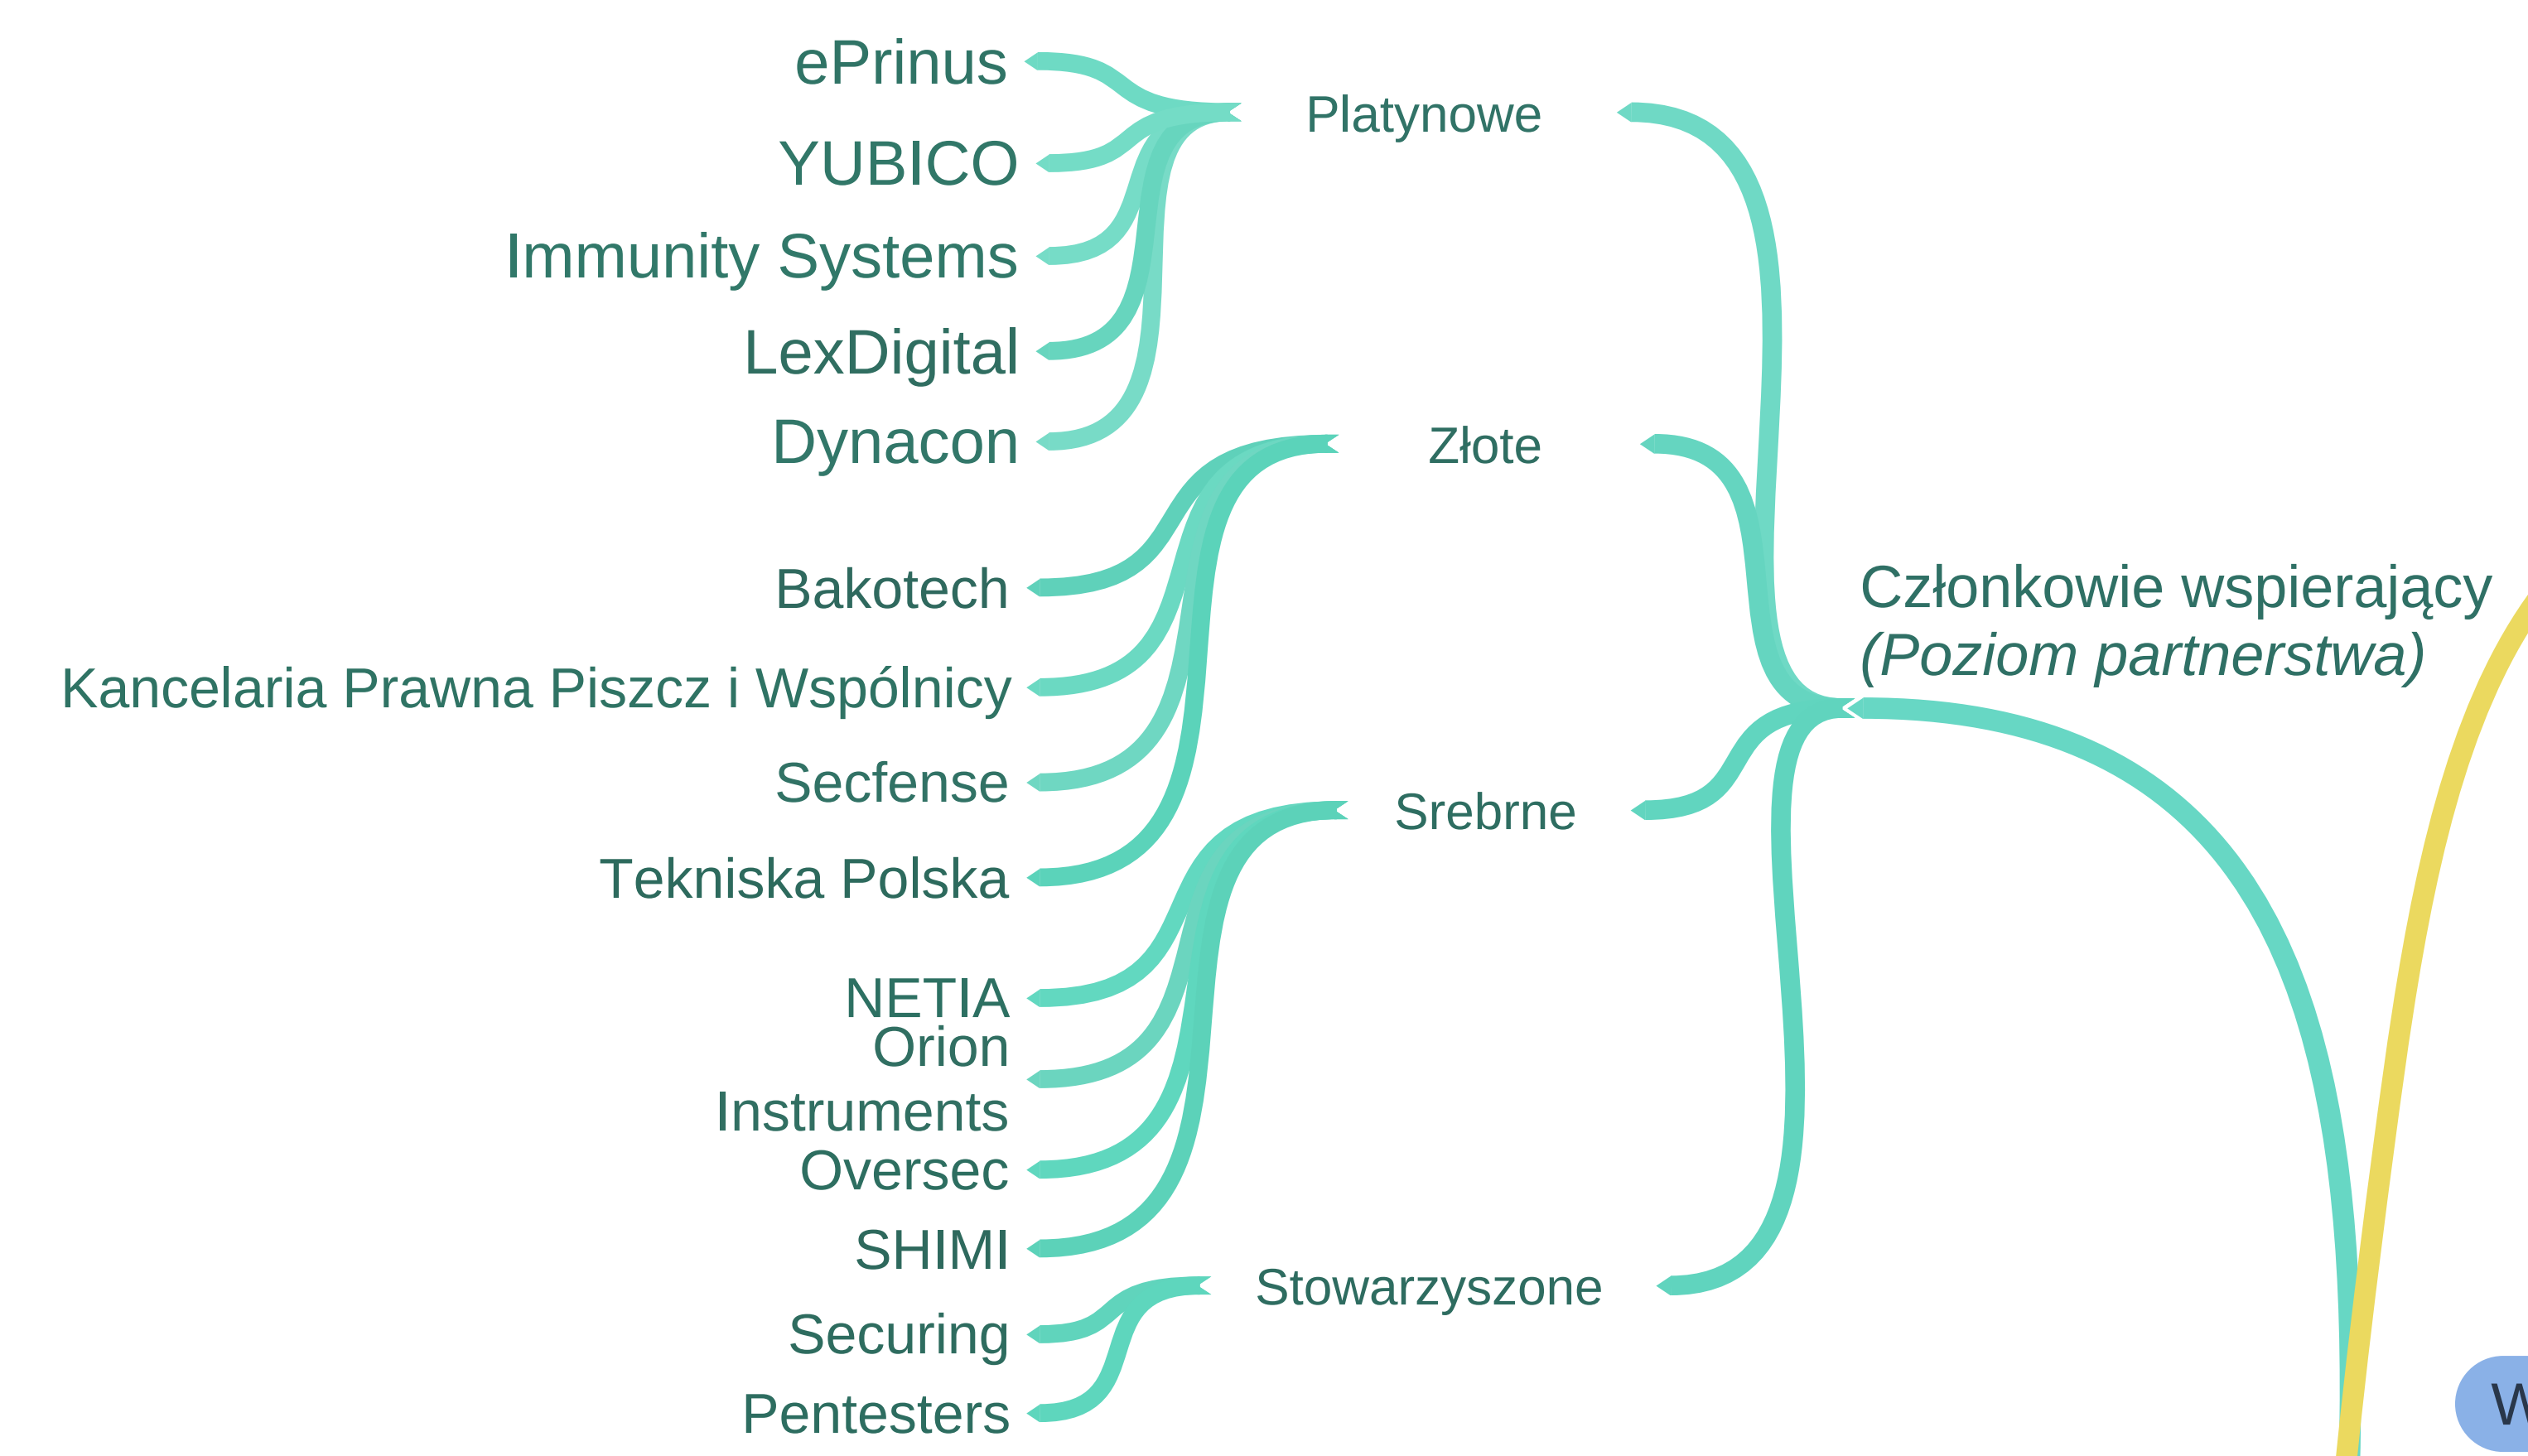 ePrinus
YUBICO
Immunity Systems
LexDigital
Dynacon
Platynowe
Bakotech
Kancelaria Prawna Piszcz i Wspólnicy
Secfense
Tekniska Polska
Złote
NETIA
Orion
Instruments
Oversec
SHIMI
Srebrne
Securing
Pentesters
Stowarzyszone
Członkowie wspierający
(Poziom partnerstwa)